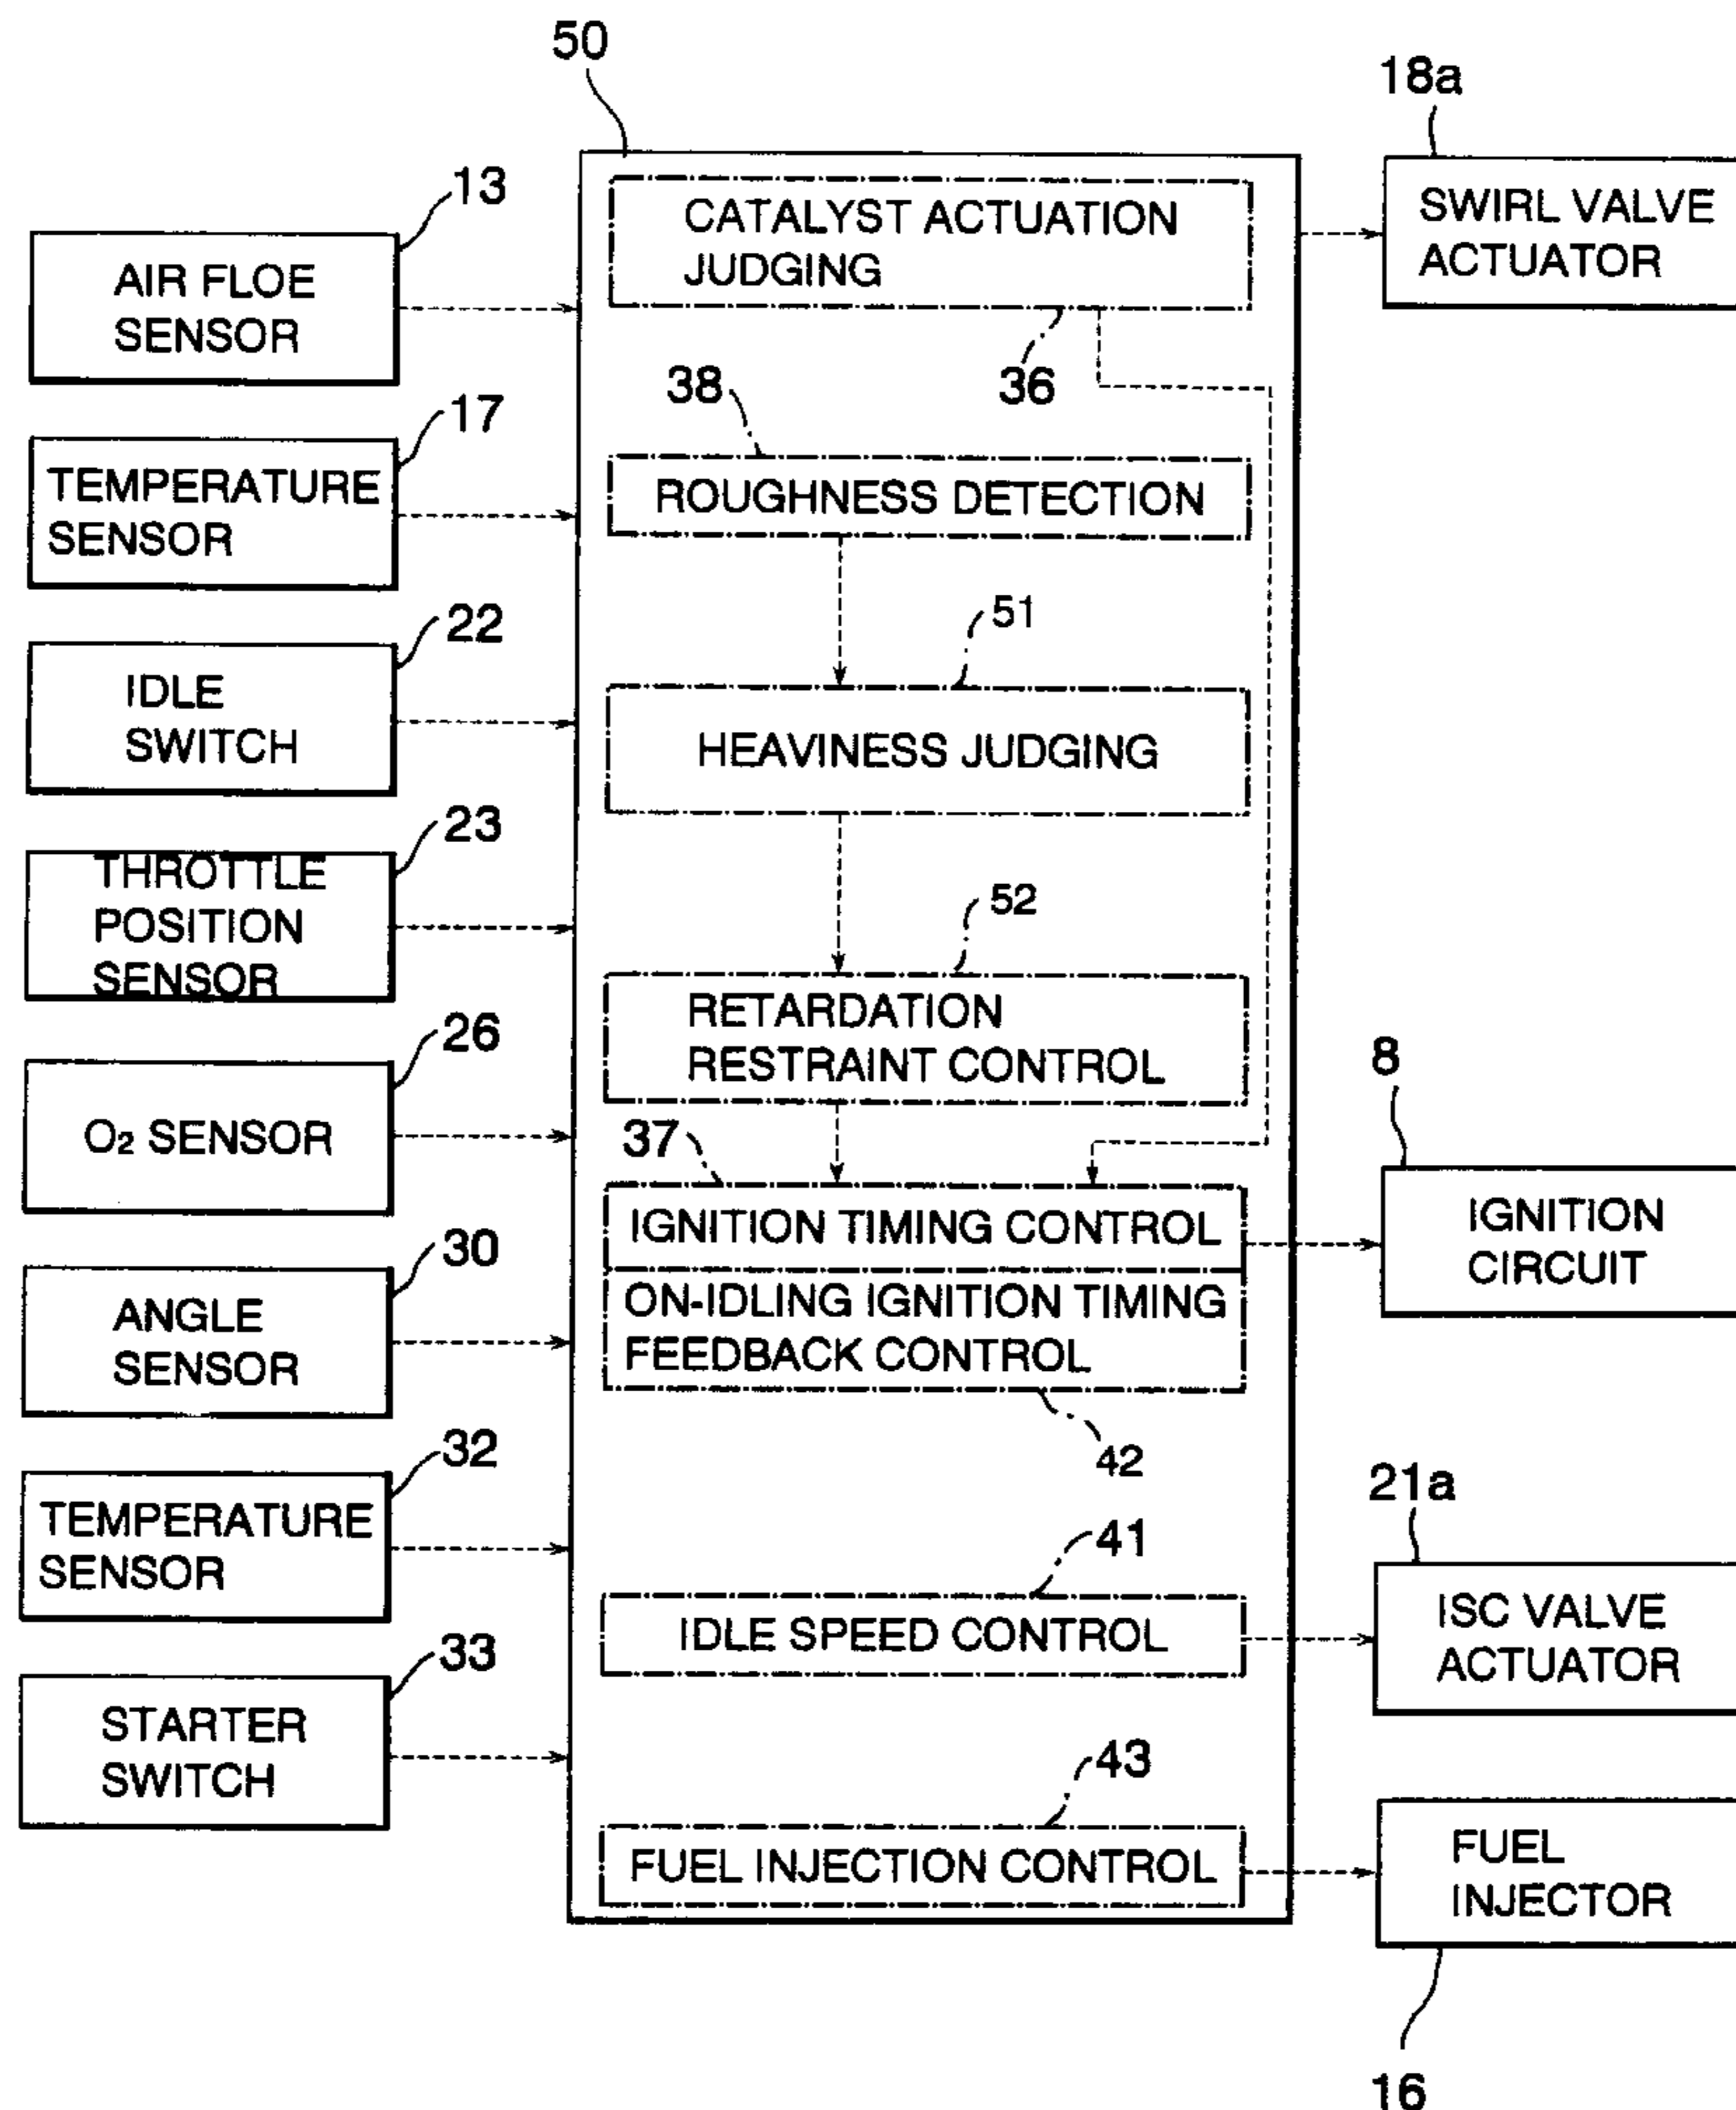 50
18a
13
AIR FLOE
SENSOR
17
TEMPERATURE
SENSOR
22
IDLE
SWITCH
23
THROTTLE
POSITION
SENSOR
26
O₂ SENSOR
30
ANGLE
SENSOR
32
TEMPERATURE
SENSOR
33
STARTER
SWITCH
CATALYST ACTUATION
JUDGING
36
38
ROUGHNESS DETECTION
51
HEAVINESS JUDGING
52
RETARDATION
RESTRAINT CONTROL
37
IGNITION TIMING CONTROL
ON-IDLING IGNITION TIMING
FEEDBACK CONTROL
42
41
IDLE SPEED CONTROL
43
FUEL INJECTION CONTROL
SWIRL VALVE
ACTUATOR
8
IGNITION
CIRCUIT
21a
ISC VALVE
ACTUATOR
FUEL
INJECTOR
16